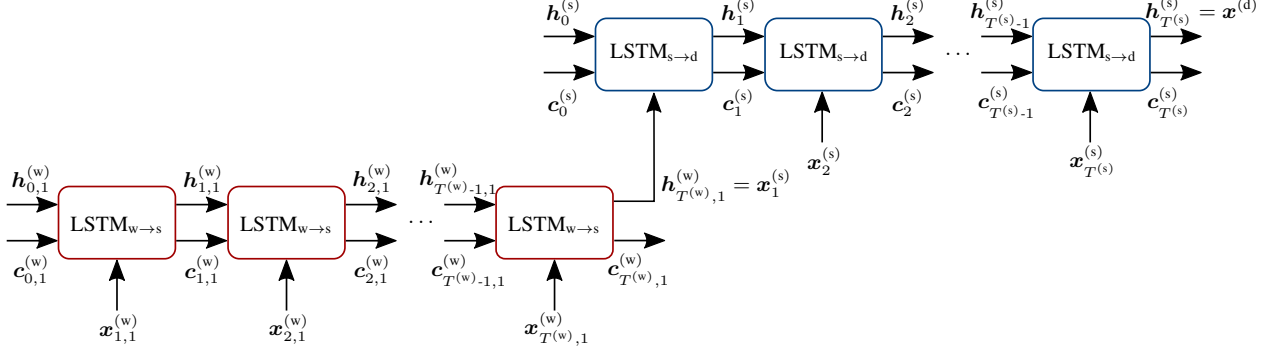 h_0^{(s)} h_1^{(s)} h_2^{(s)} h_{T^{(s)}-1}^{(s)} h_{T^{(s)}}^{(s)} = x^{(d)}
LSTM_{s→d} LSTM_{s→d} ... LSTM_{s→d}
c_0^{(s)} c_1^{(s)} c_2^{(s)} c_{T^{(s)}-1}^{(s)} c_{T^{(s)}}^{(s)}
x_2^{(s)} x_{T^{(s)}}^{(s)}
h_{0,1}^{(w)} h_{1,1}^{(w)} h_{2,1}^{(w)} h_{T^{(w)}-1,1}^{(w)} h_{T^{(w)},1}^{(w)} = x_1^{(s)}
LSTM_{w→s} LSTM_{w→s} ... LSTM_{w→s}
c_{0,1}^{(w)} c_{1,1}^{(w)} c_{2,1}^{(w)} c_{T^{(w)}-1,1}^{(w)} c_{T^{(w)},1}^{(w)}
x_{1,1}^{(w)} x_{2,1}^{(w)} x_{T^{(w)},1}^{(w)}